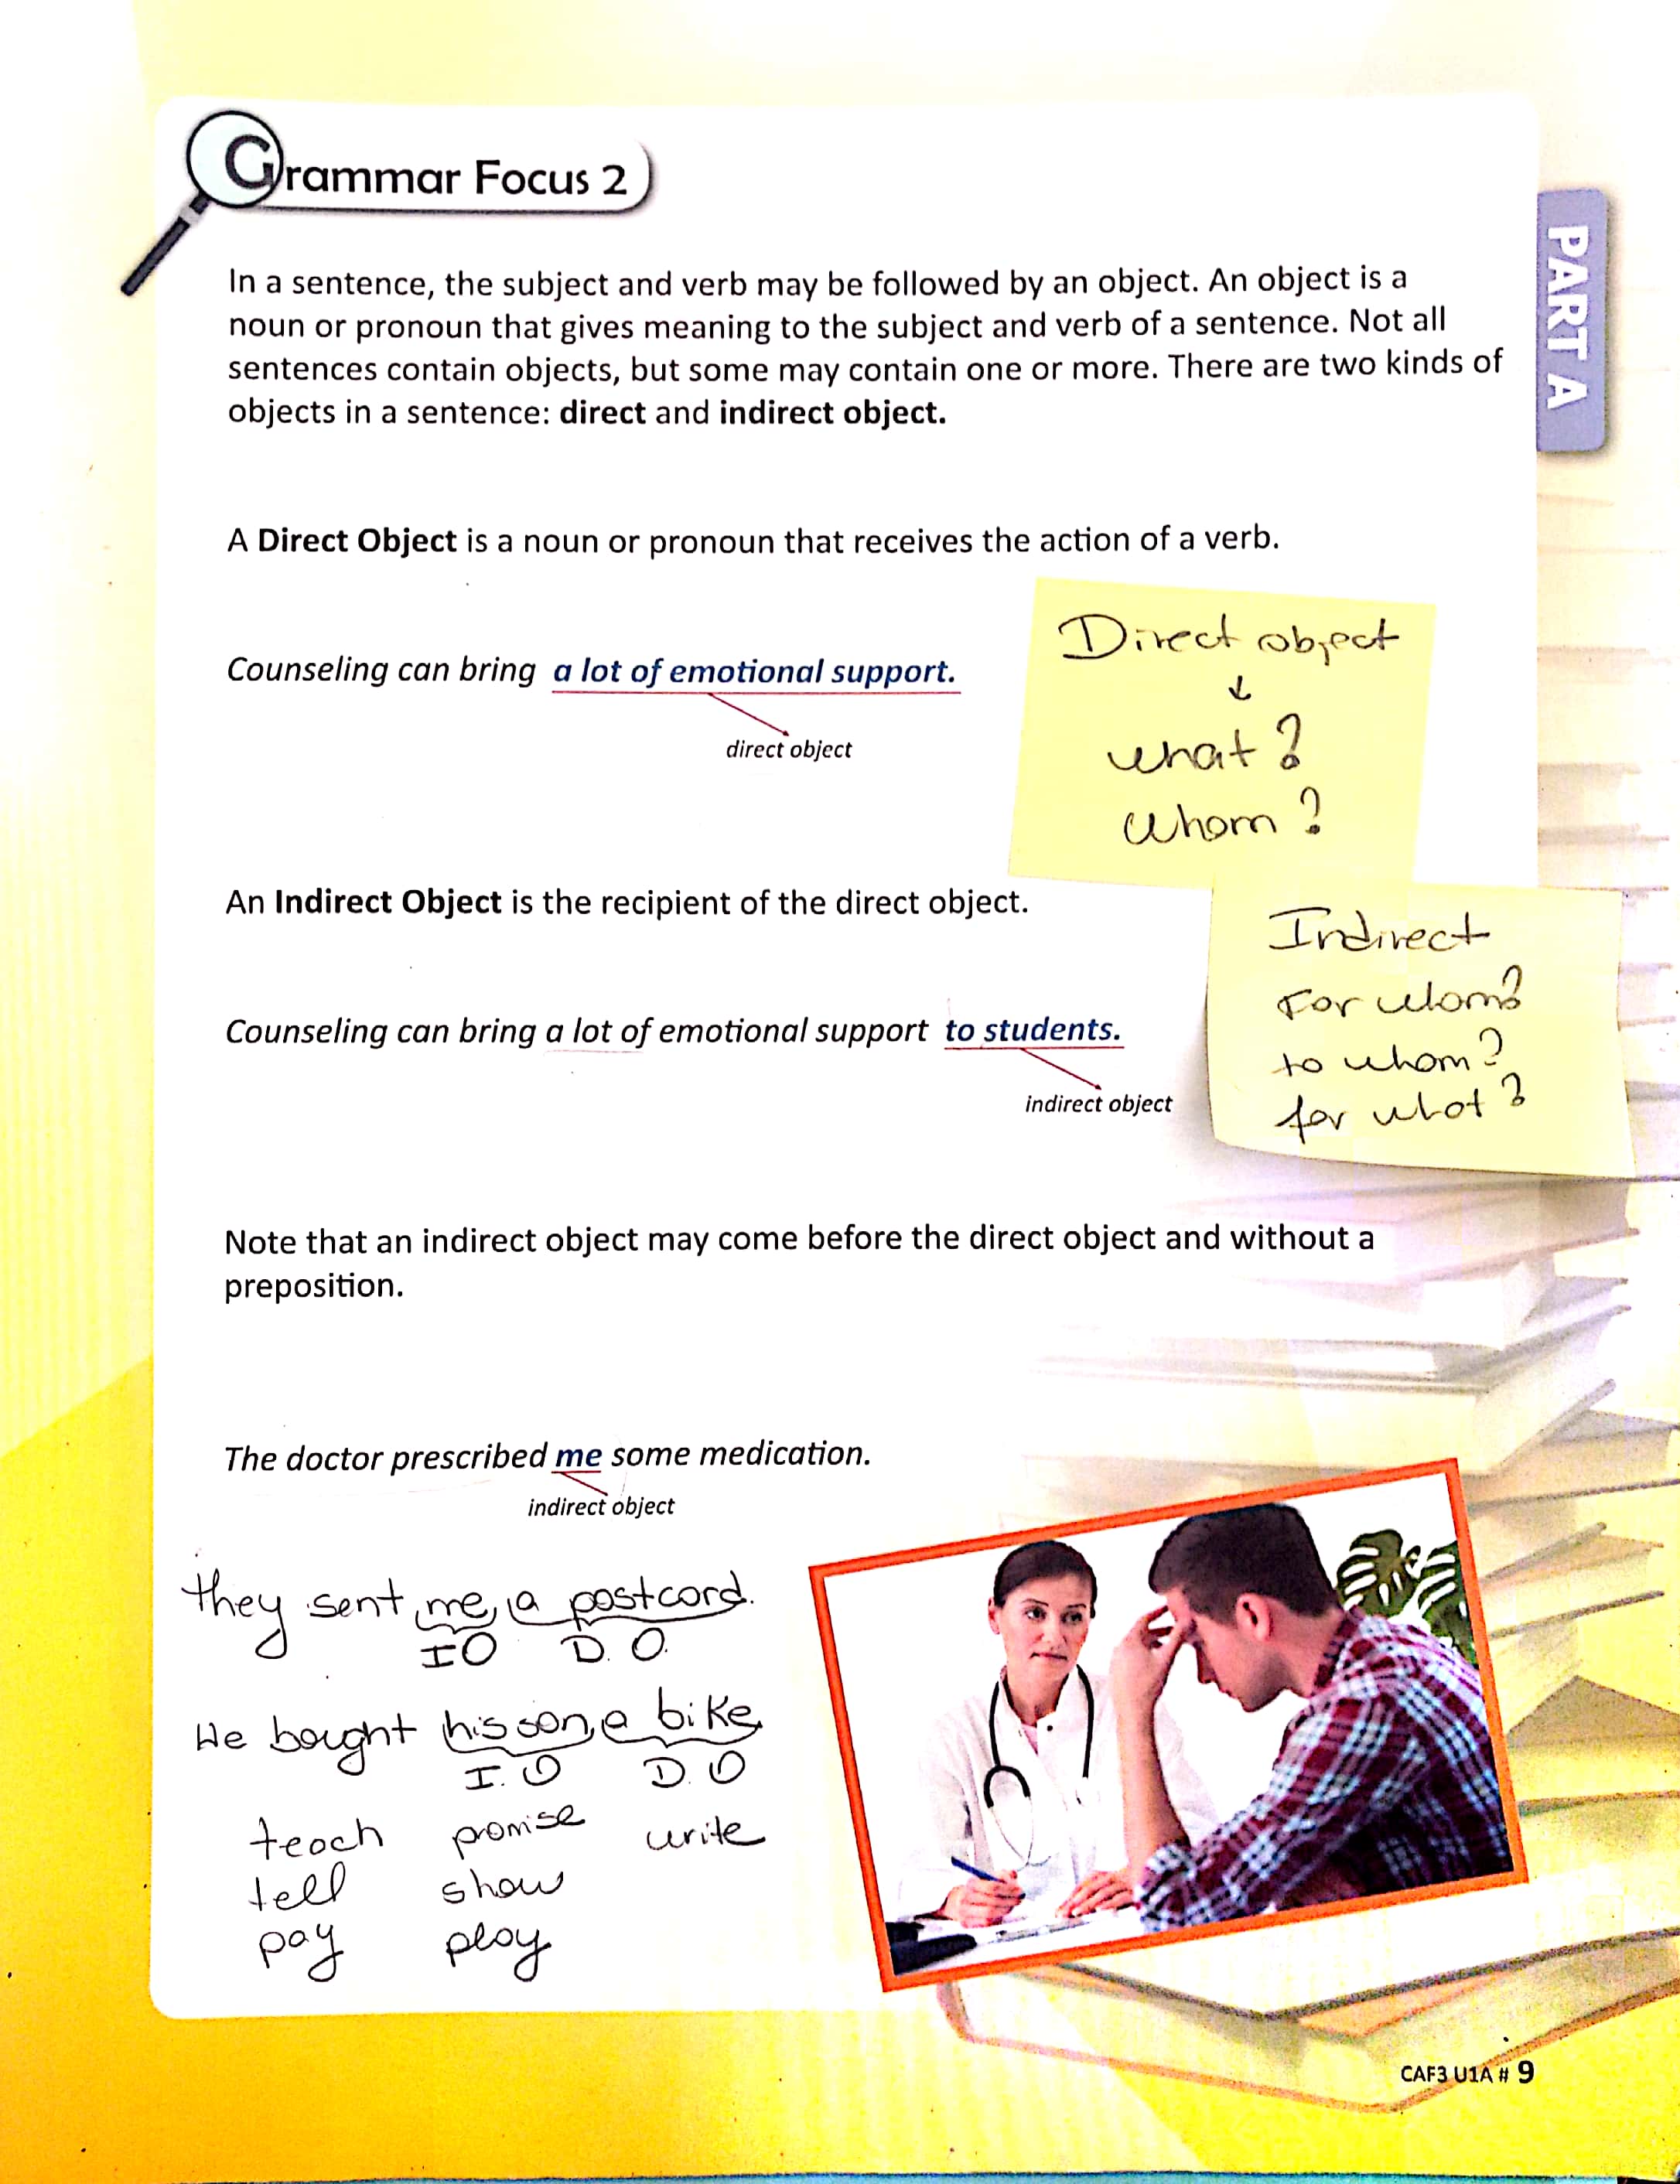 Grammar Focus 2
PART A
In a sentence, the subject and verb may be followed by an object. An object is a
noun or pronoun that gives meaning to the subject and verb of a sentence. Not all
sentences contain objects, but some may contain one or more. There are two kinds of
objects in a sentence: direct and indirect object.
A Direct Object is a noun or pronoun that receives the action of a verb.
Counseling can bring a lot of emotional support.
direct object
Direct object
↓
what?
whom?
An Indirect Object is the recipient of the direct object.
Counseling can bring a lot of emotional support to students.
indirect object
Indirect
For whom?
to whom?
for what?
Note that an indirect object may come before the direct object and without a
preposition.
The doctor prescribed me some medication.
indirect object
they sent me a postcard.
IO D.O.
He bought his son a bike
I.O D.O
teach promise write
tell show
pay play
CAF3 U1A # 9